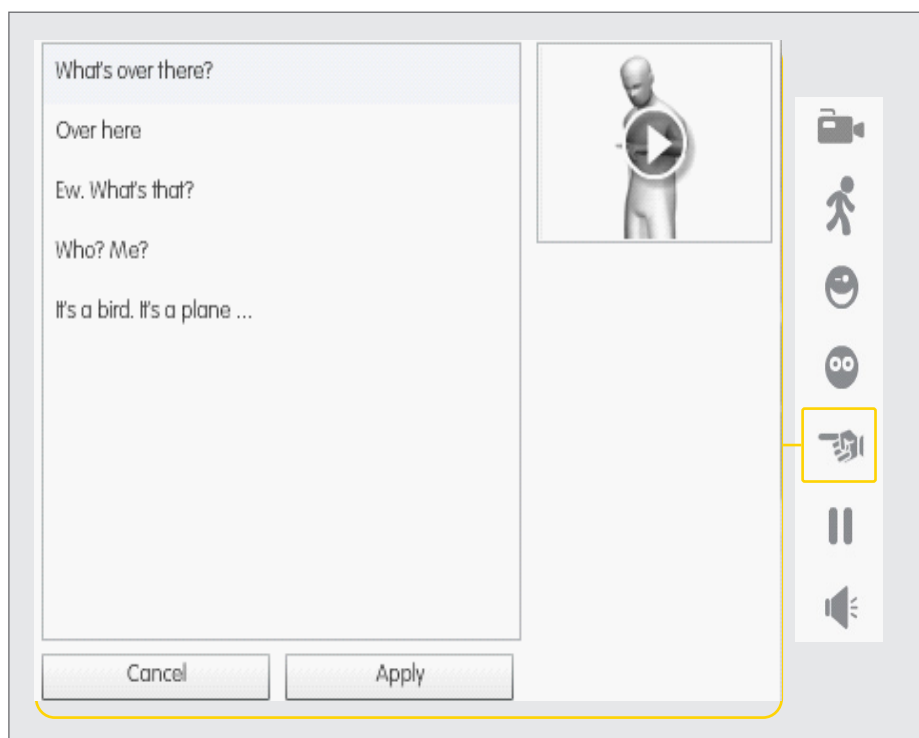 What's over there?
Over here
Ew. What's that?
Who? Me?
It's a bird. It's a plane ...
Cancel
Apply